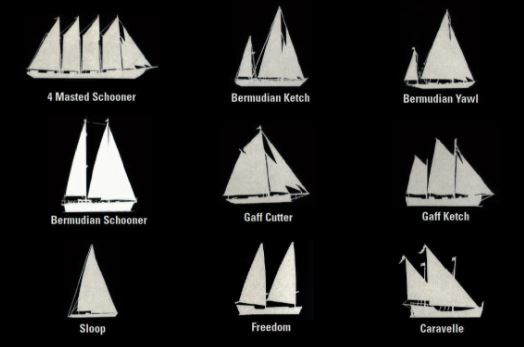 4 Masted Schooner
Bermudian Ketch
Bermudian Yawl
Bermudian Schooner
Gaff Cutter
Gaff Ketch
Sloop
Freedom
Caravelle